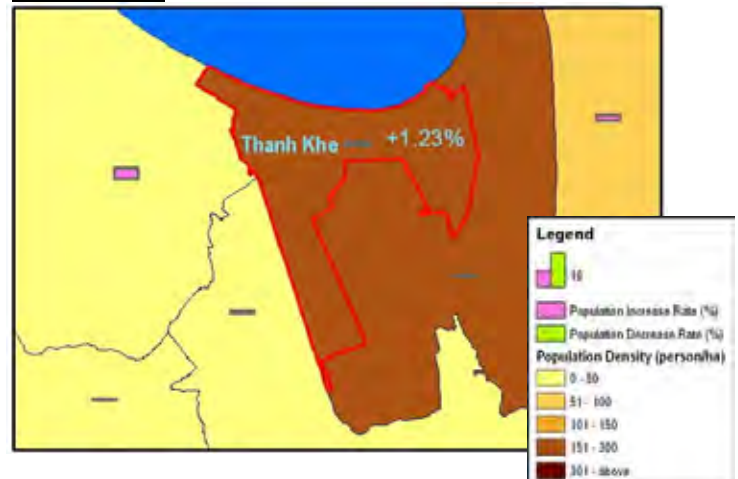 Thanh Khe +1.23%
Legend
10
Population Increase Rate (%)
Population Decrease Rate (%)
Population Density (person/ha)
0 - 50
51 - 100
101 - 150
151 - 300
301 - above